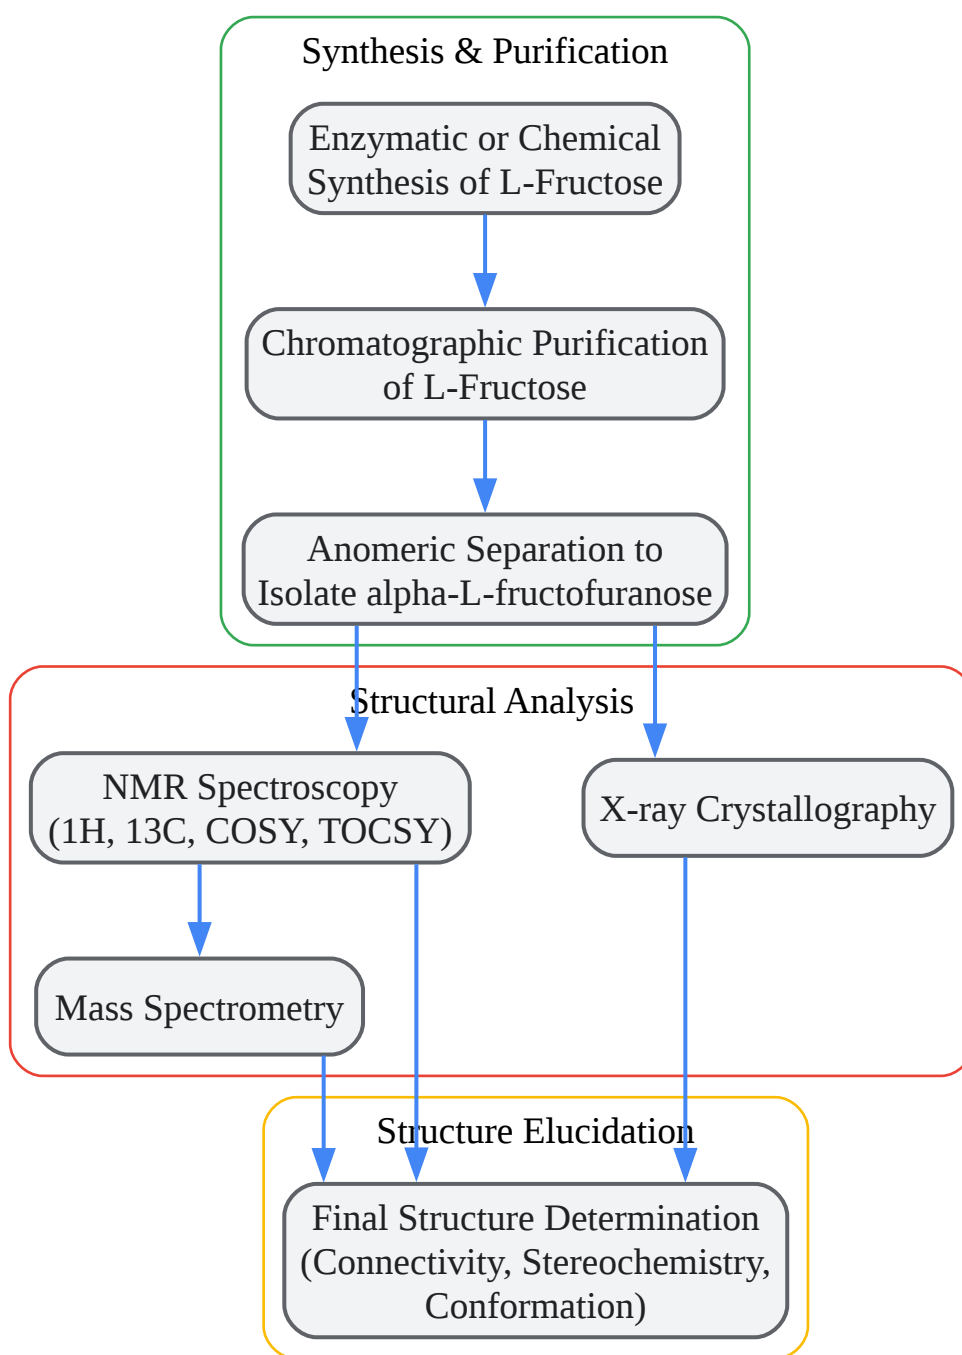 Synthesis & Purification
Enzymatic or Chemical
Synthesis of L-Fructose
Chromatographic Purification
of L-Fructose
Anomeric Separation to
Isolate alpha-L-fructofuranose
Structural Analysis
NMR Spectroscopy
(1H, 13C, COSY, TOCSY)
X-ray Crystallography
Mass Spectrometry
Structure Elucidation
Final Structure Determination
(Connectivity, Stereochemistry,
Conformation)